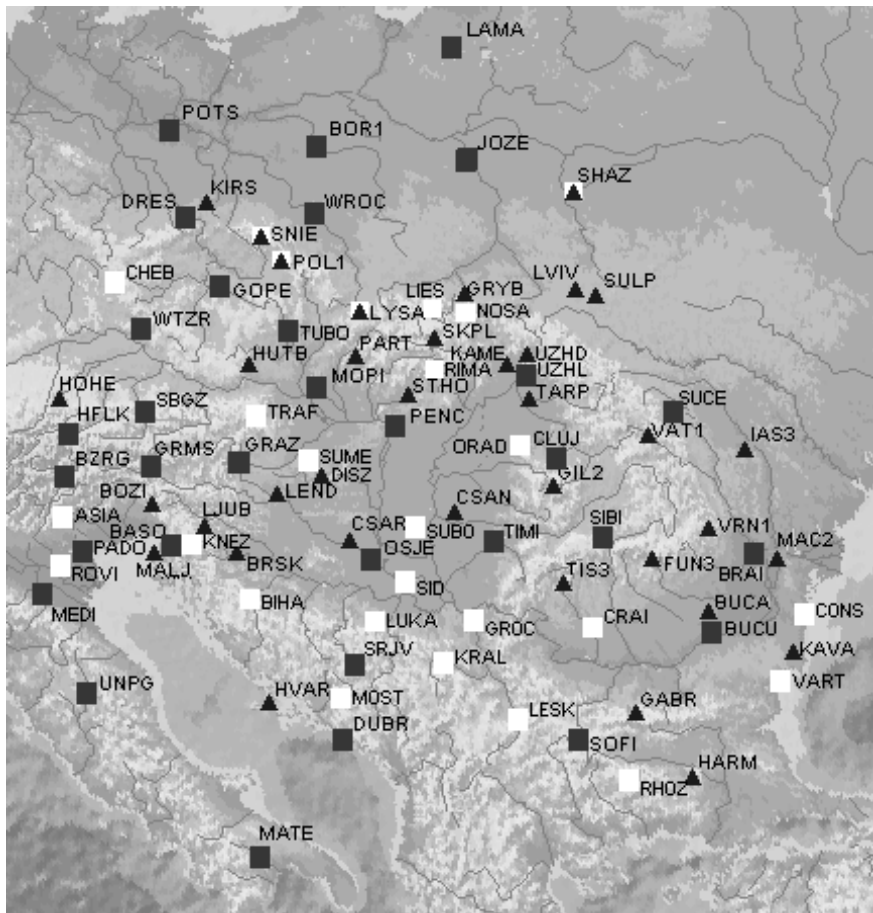 LAMA
POTS
BOR1
JOZE
SHAZ
KIRS
DRES
WROC
SNIE
POL1
CHEB
GOPE
LIES
GRYB
LVIV
SULP
LYSA
NOSA
WTZR
TUBO
SKPL
PART
HUTB
KAME
UZHD
RIMA
UZHL
MOPI
STHO
TARP
HOHE
SBGZ
TRAF
SUCE
HFLK
PENC
VAT1
IAS3
GRMS
GRAZ
SUME
ORAD
CLUJ
BZRG
DISZ
GIL2
BOZI
LEND
CSAN
ASIA
LJUB
BASO
CSAR
SUBO
TIMI
SIBI
VRN1
PADO
KNEZ
MAC2
ROVI
MALJ
BRSK
OSJE
FUN3
BRAI
TIS3
SID
MEDI
BIHA
BUCA
CONS
LUKA
GROC
CRAI
BUCU
SRJV
KRAL
KAVA
UNPG
HVAR
MOST
VART
LESK
GABR
DUBR
SOFI
HARM
RHOZ
MATE